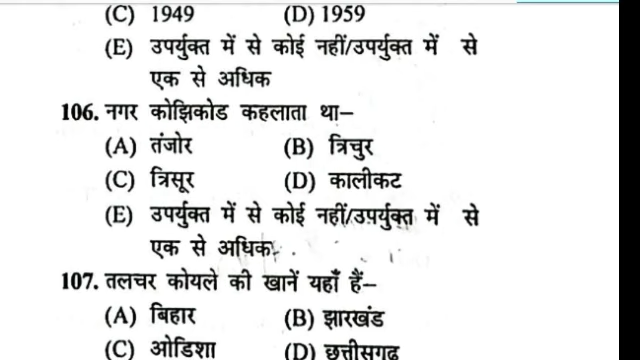 (C) 1949 (D) 1959
(E) उपर्युक्त में से कोई नहीं/उपर्युक्त में से
एक से अधिक
106. नगर कोझिकोड कहलाता था–
(A) तंजोर (B) त्रिचुर
(C) त्रिसूर (D) कालीकट
(E) उपर्युक्त में से कोई नहीं/उपर्युक्त में से
एक से अधिक
107. तलचर कोयले की खानें यहाँ हैं–
(A) बिहार (B) झारखंड
(C) ओडिशा (D) छत्तीसगढ़